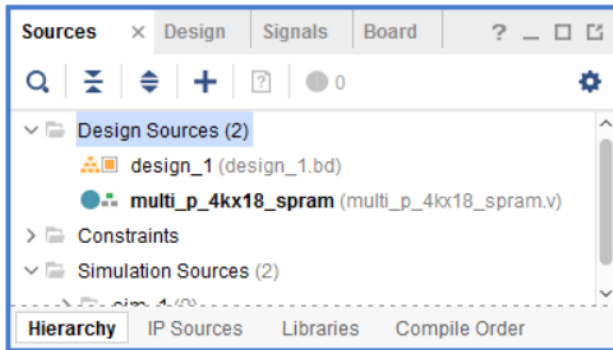 Sources × Design Signals Board ? _
0
Design Sources (2)
design_1 (design_1.bd)
multi_p_4kx18_spram (multi_p_4kx18_spram.v)
Constraints
Simulation Sources (2)
Hierarchy IP Sources Libraries Compile Order